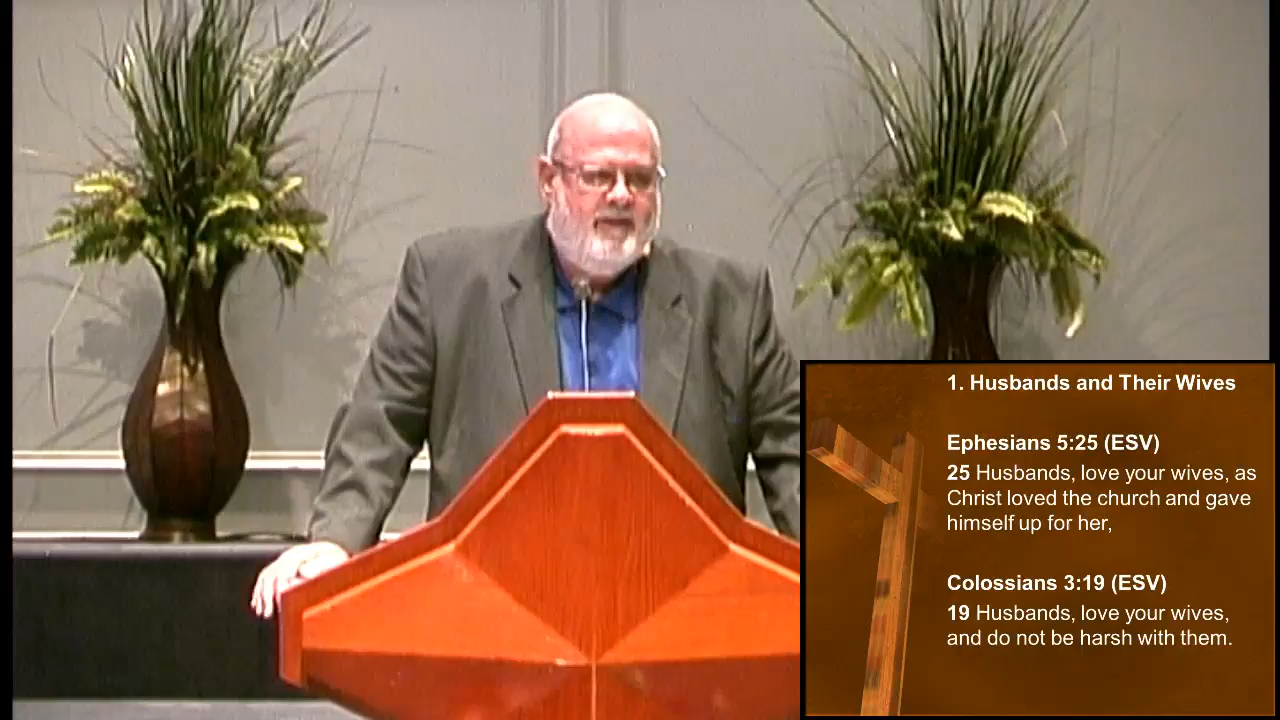 1. Husbands and Their Wives
Ephesians 5:25 (ESV)
25 Husbands, love your wives, as
Christ loved the church and gave
himself up for her,
Colossians 3:19 (ESV)
19 Husbands, love your wives,
and do not be harsh with them.